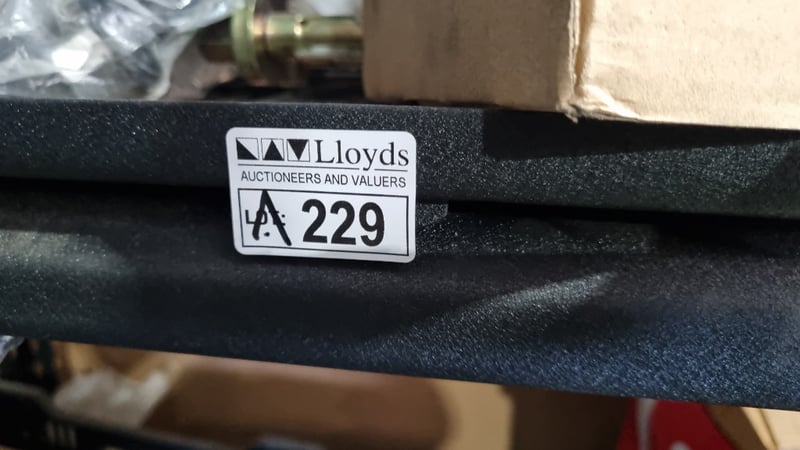 Lloyds
AUCTIONEERS AND VALUERS
LOT: A 229